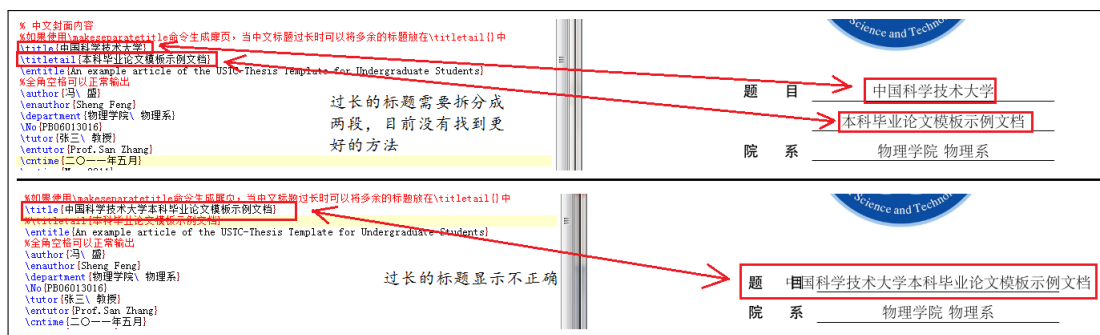 % 中文封面内容
%如果使用\makeseparatetitle命令生成扉页，当中文标题过长时可以将多余的标题放在\titletail{}中
\title{中国科学技术大学}
\titletail{本科毕业论文模板示例文档}
\entitle{An example article of the USTC-Thesis Template for Undergraduate Students}
%全角空格可以正常输出
\author{冯\ 盛}
\enauthor{Sheng Feng}
\department{物理学院\ 物理系}
\No{PB06013016}
\tutor{张三\ 教授}
\entutor{Prof.San Zhang}
\cntime{二〇一一年五月}
过长的标题需要拆分成
两段，目前没有找到更
好的方法
Science and Techno
题 目 中国科学技术大学
本科毕业论文模板示例文档
院 系 物理学院 物理系
%如果使用\makeseparatetitle命令生成扉页，当中文标题过长时可以将多余的标题放在\titletail{}中
\title{中国科学技术大学本科毕业论文模板示例文档}
%\titletail{本科毕业论文模板示例文档}
\entitle{An example article of the USTC-Thesis Template for Undergraduate Students}
%全角空格可以正常输出
\author{冯\ 盛}
\enauthor{Sheng Feng}
\department{物理学院\ 物理系}
\No{PB06013016}
\tutor{张三\ 教授}
\entutor{Prof.San Zhang}
\cntime{二〇一一年五月}
过长的标题显示不正确
Science and Techno
题 目 中国科学技术大学本科毕业论文模板示例文档
院 系 物理学院 物理系